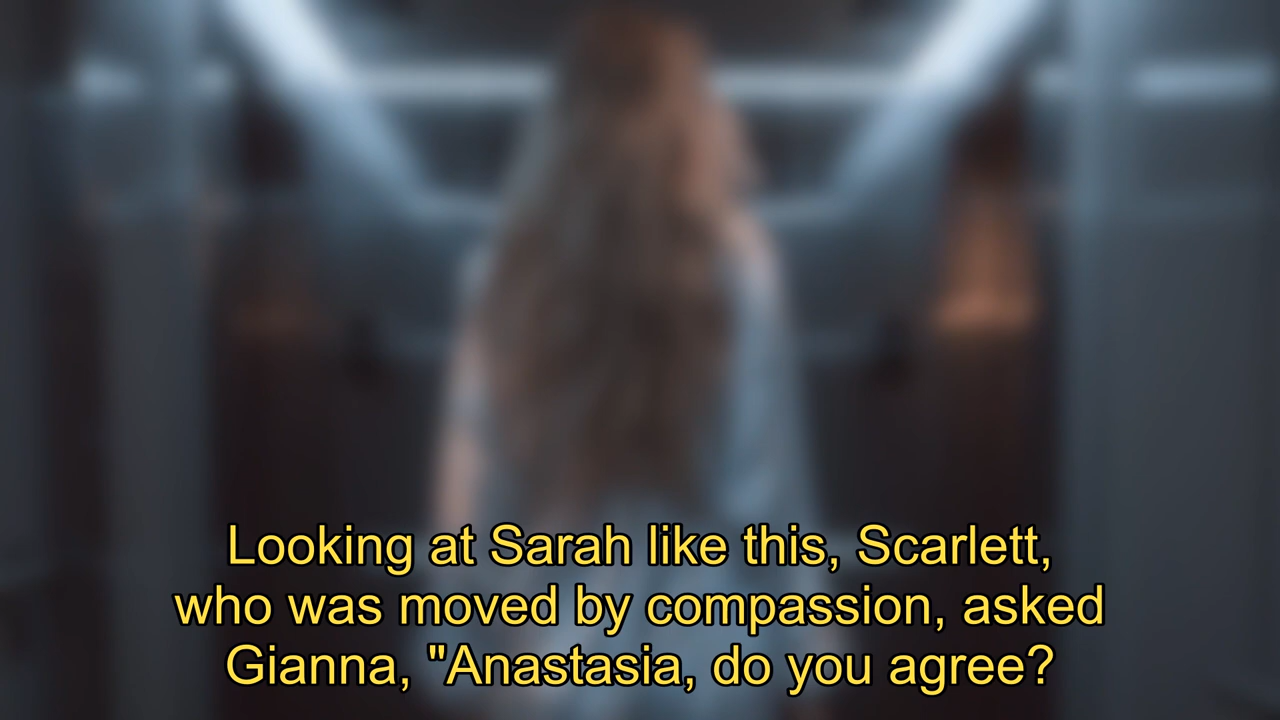 Looking at Sarah like this, Scarlett,
who was moved by compassion, asked
Gianna, "Anastasia, do you agree?